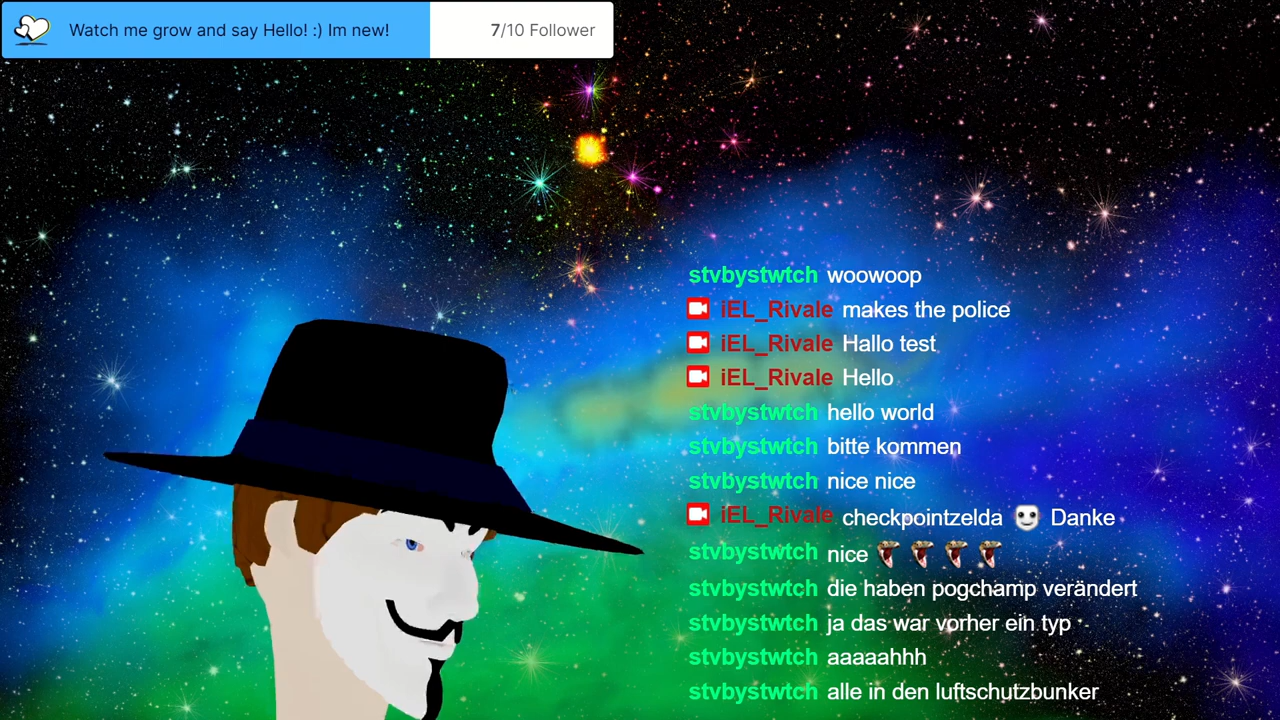 Watch me grow and say Hello! :) Im new!
7/10 Follower
stvbystwtch woowoop
iEL_Rivale makes the police
iEL_Rivale Hallo test
iEL_Rivale Hello
stvbystwtch hello world
stvbystwtch bitte kommen
stvbystwtch nice nice
iEL_Rivale checkpointzelda Danke
stvbystwtch nice
stvbystwtch die haben pogchamp verändert
stvbystwtch ja das war vorher ein typ
stvbystwtch aaaaahhh
stvbystwtch alle in den luftschutzbunker